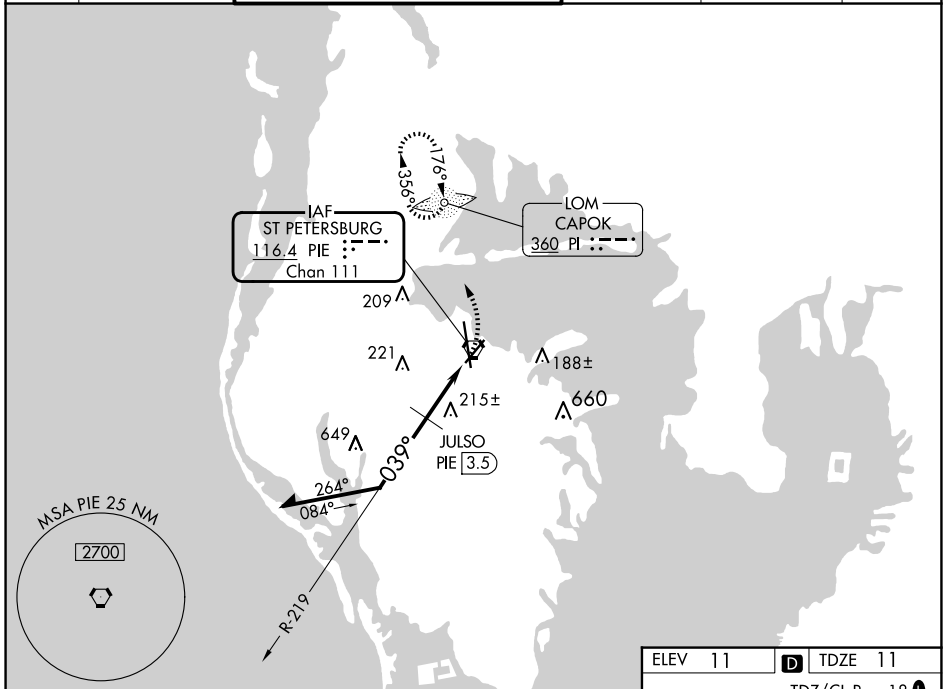 176°
356°
IAF
ST PETERSBURG
116.4 PIE
Chan 111
LOM
CAPOK
360 PI
209
221
188±
215±
660
649
JULSO
PIE 3.5
039°
264°
084°
MSA PIE 25 NM
2700
R-219
ELEV 11 D TDZE 11